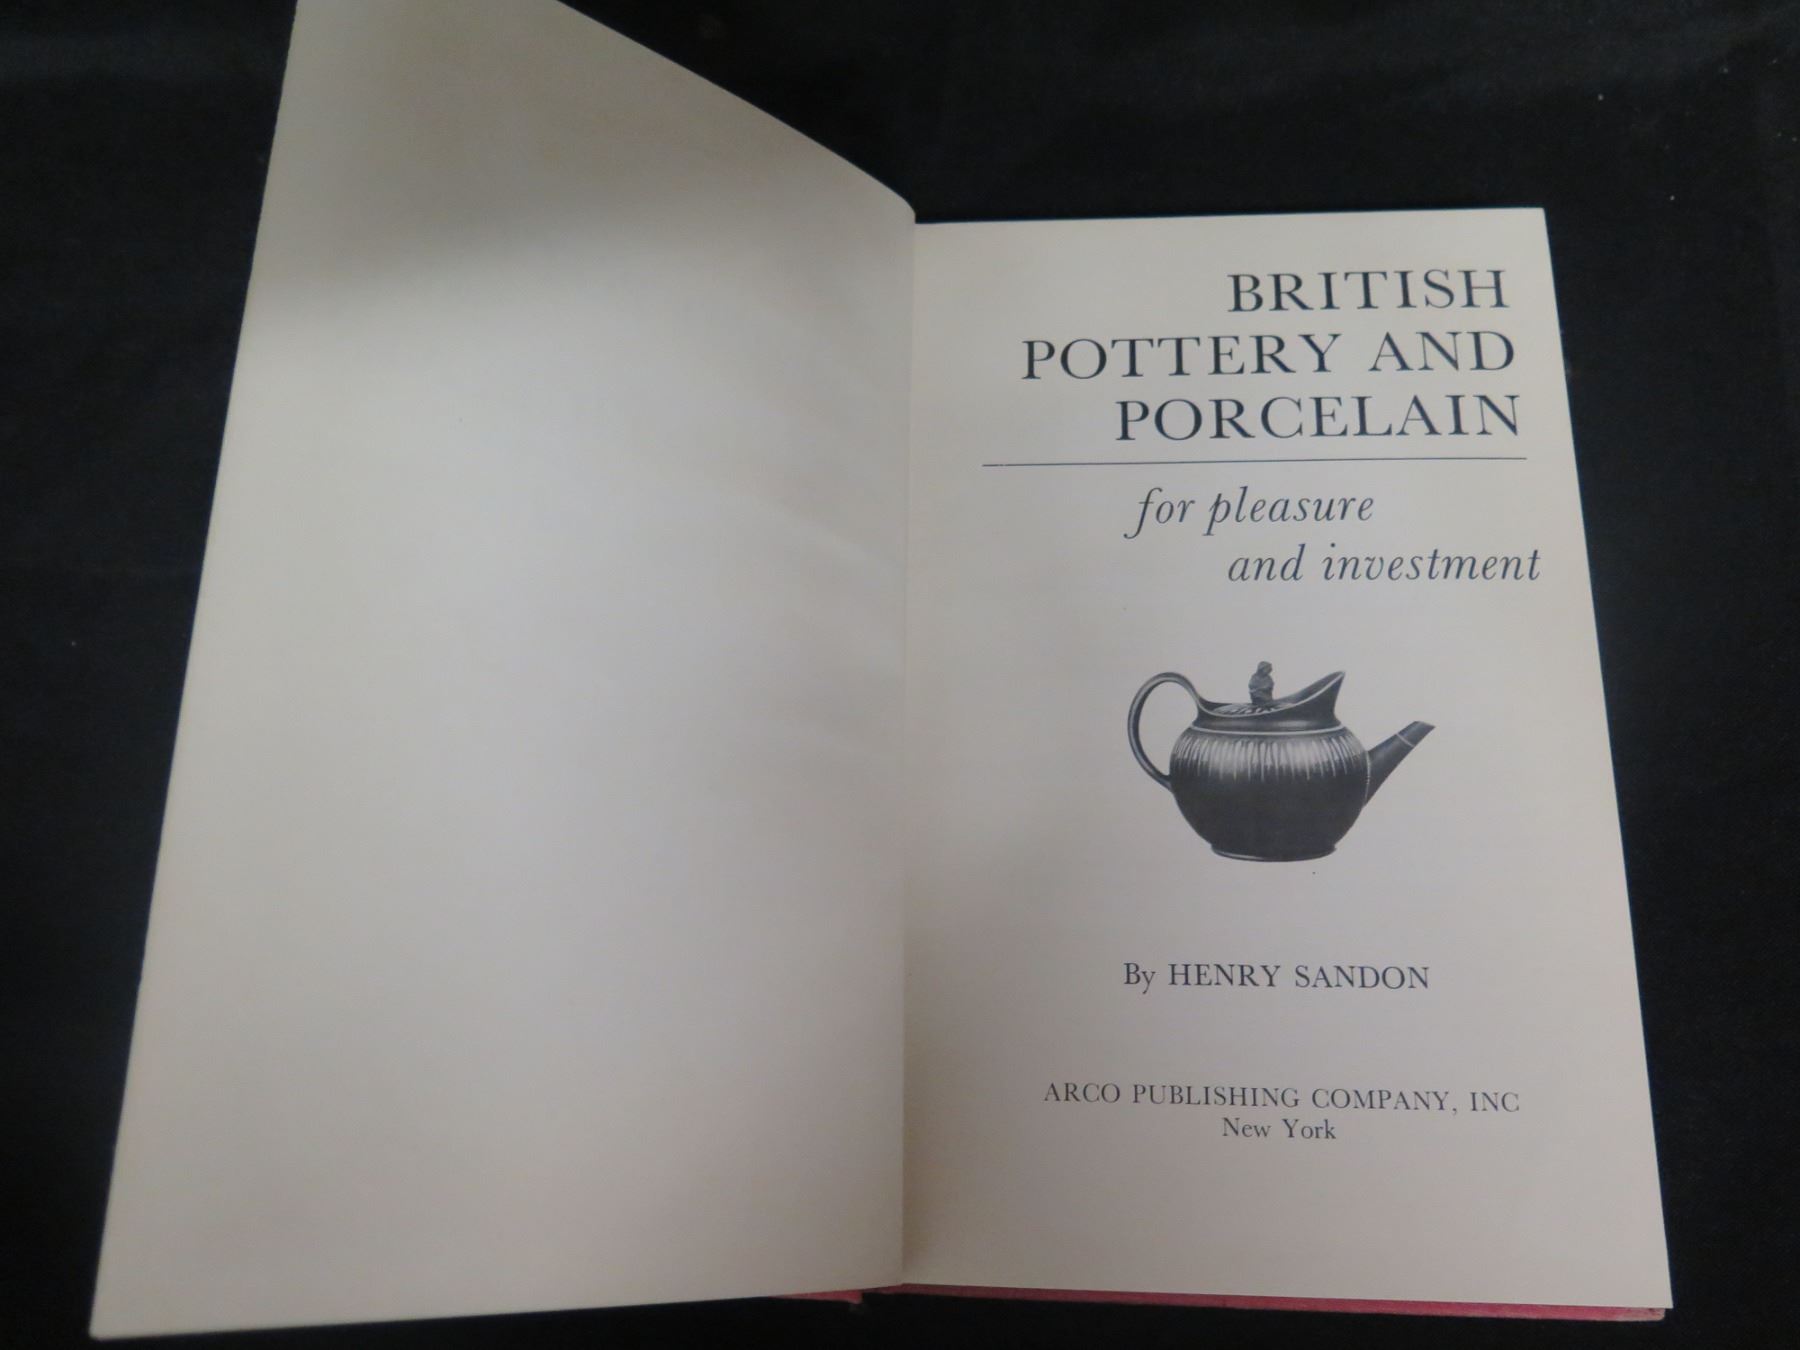 BRITISH
POTTERY AND
PORCELAIN
for pleasure
and investment
By HENRY SANDON
ARCO PUBLISHING COMPANY, INC
New York